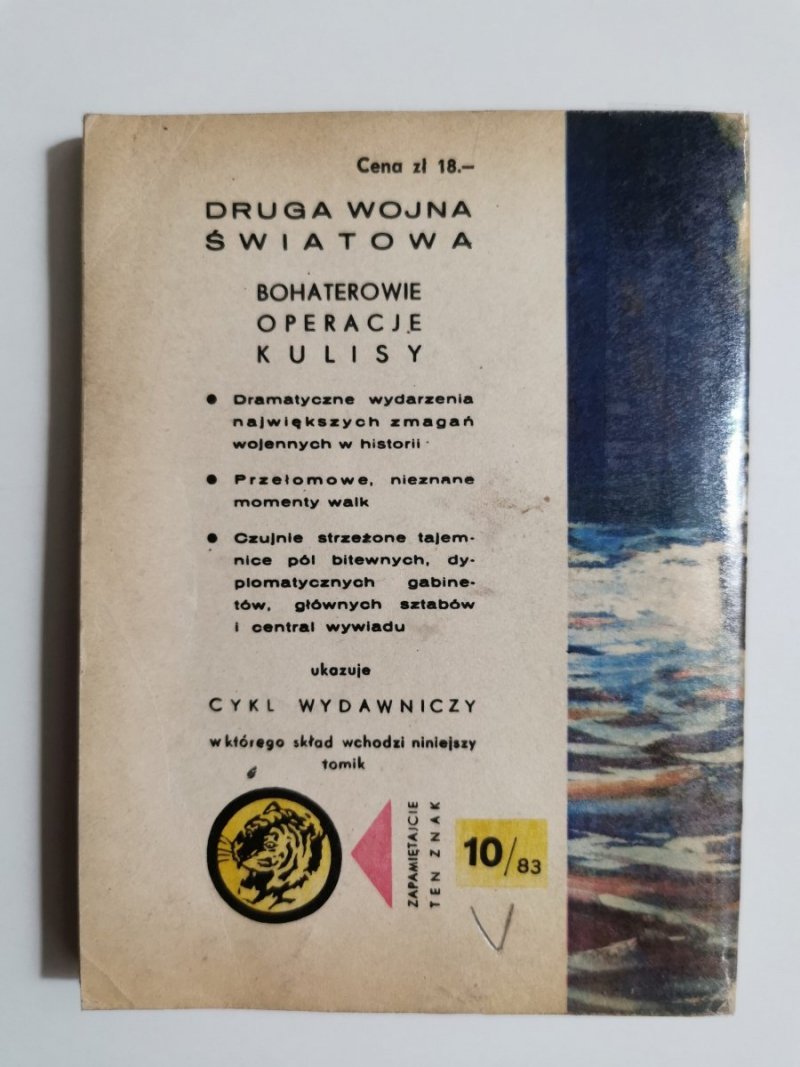 Cena zł 18.—
DRUGA WOJNA
ŚWIATOWA
BOHATEROWIE
OPERACJE
KULISY
● Dramatyczne wydarzenia
największych zmagań
wojennych w historii
● Przełomowe, nieznane
momenty walk
● Czujnie strzeżone tajem-
nice pól bitewnych, dy-
plomatycznych gabine-
tów, głównych sztabów
i central wywiadu
ukazuje
CYKL WYDAWNICZY
w którego skład wchodzi niniejszy
tomik
ZAPAMIĘTAJCIE
TEN ZNAK
10/83